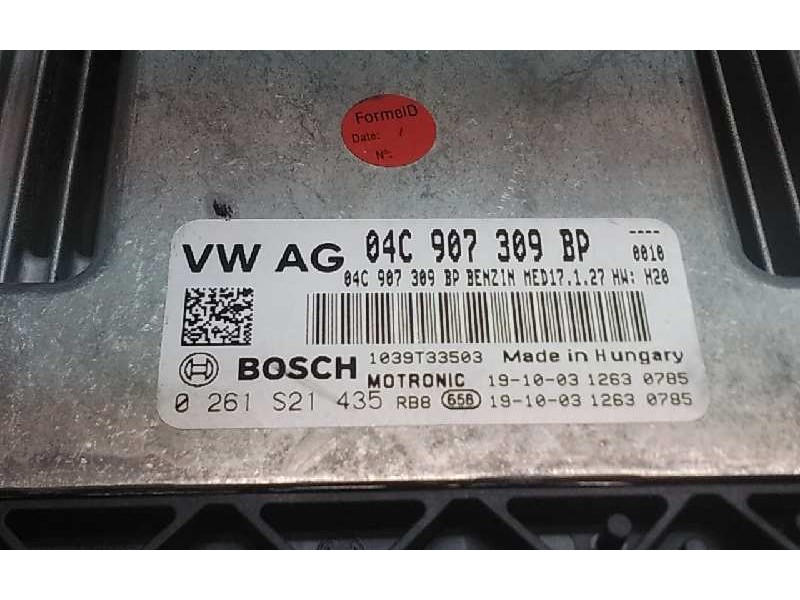 FormelD
Date: /
Nº:
VW AG 04C 907 309 BP ----
0010
04C 907 309 BP BENZIN MED17.1.27 HW: H20
BOSCH 1039T33503 Made in Hungary
MOTRONIC 19-10-03 1263 0785
0 261 S21 435 RB8 658 19-10-03 1263 0785